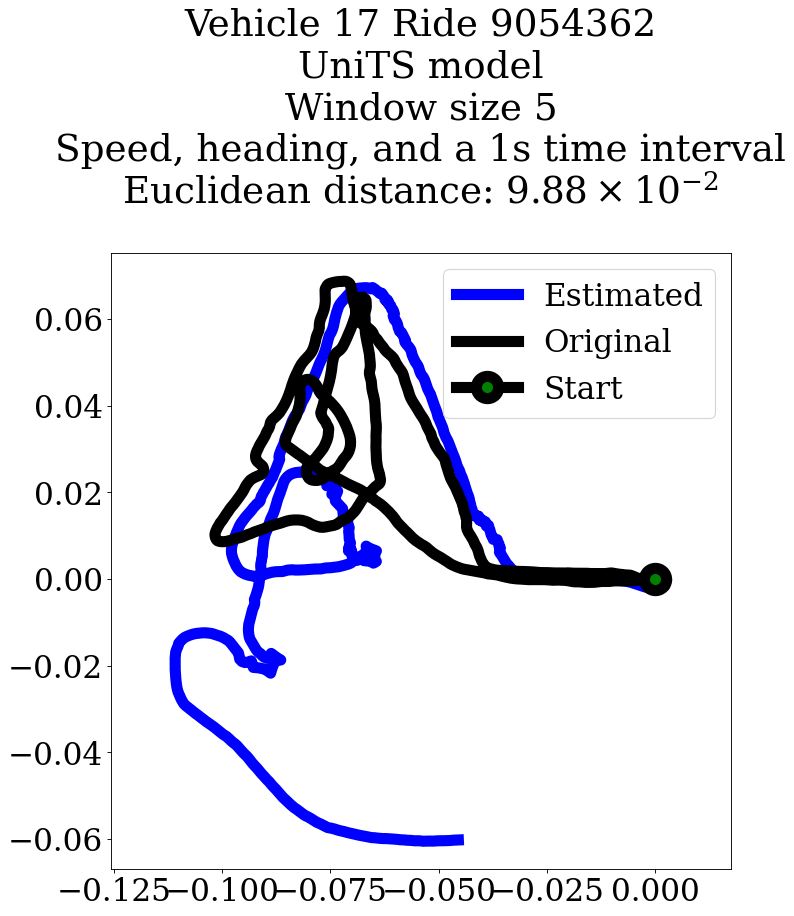 Vehicle 17 Ride 9054362
UniTS model
Window size 5
Speed, heading, and a 1s time interval
Euclidean distance: 9.88 × 10⁻²
Estimated
Original
Start
0.06
0.04
0.02
0.00
−0.02
−0.04
−0.06
−0.125 −0.100 −0.075 −0.050 −0.025 0.000